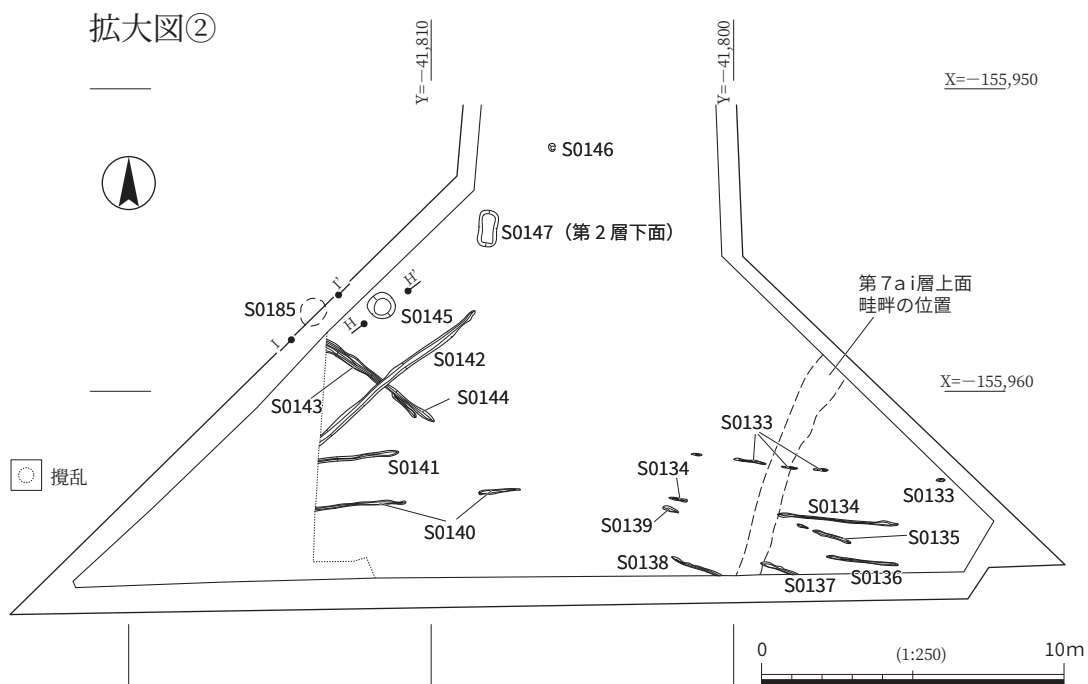 拡大図②
Y=－41,810
Y=－41,800
X=－155,950
S0146
S0147（第 2 層下面）
第 7a i層上面
畦畔の位置
I'
H'
S0185
S0145
H
I
S0142
X=－155,960
S0143
S0144
S0133
S0134
S0141
攪乱
S0133
S0134
S0139
S0140
S0135
S0138
S0136
S0137
0
(1:250)
10m